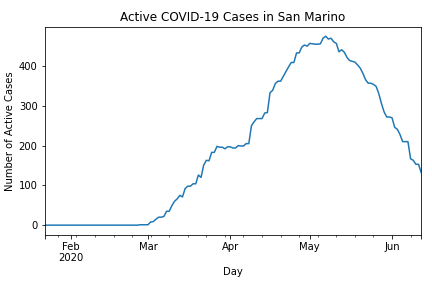 Active COVID-19 Cases in San Marino
Number of Active Cases
400
300
200
100
0
Feb
2020
Mar
Apr
May
Jun
Day